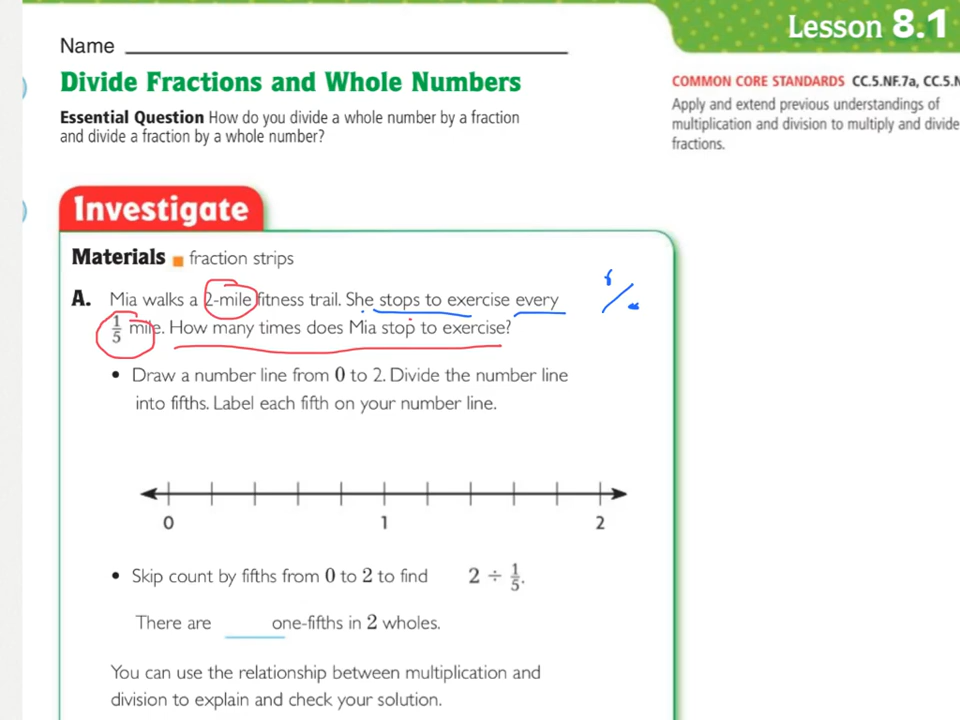 Lesson 8.1
Name
Divide Fractions and Whole Numbers
COMMON CORE STANDARDS CC.5.NF.7a, CC.5.N
Essential Question How do you divide a whole number by a fraction
and divide a fraction by a whole number?
Apply and extend previous understandings of
multiplication and division to multiply and divide
fractions.
Investigate
Materials fraction strips
A. Mia walks a 2-mile fitness trail. She stops to exercise every
1/5 mile. How many times does Mia stop to exercise?
• Draw a number line from 0 to 2. Divide the number line
into fifths. Label each fifth on your number line.
0 1 2
• Skip count by fifths from 0 to 2 to find 2 ÷ 1/5.
There are ____ one-fifths in 2 wholes.
You can use the relationship between multiplication and
division to explain and check your solution.